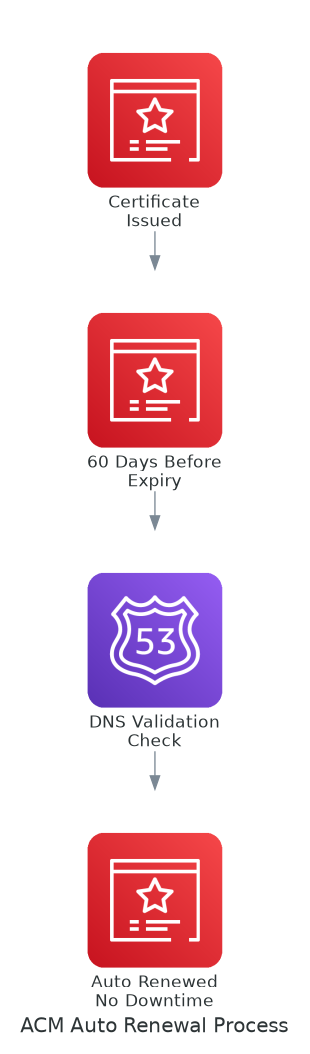 Certificate
Issued
60 Days Before
Expiry
53
DNS Validation
Check
Auto Renewed
No Downtime
ACM Auto Renewal Process